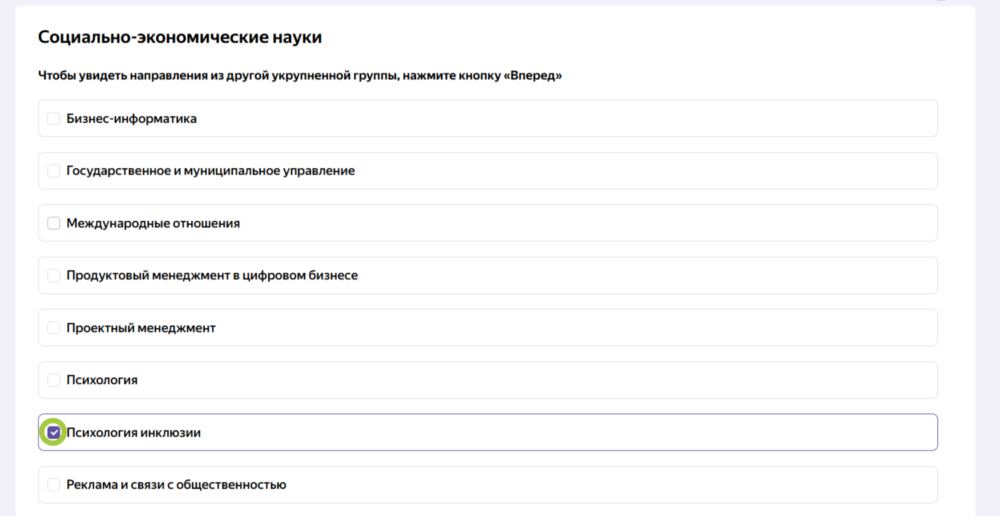 Социально-экономические науки
Чтобы увидеть направления из другой укрупненной группы, нажмите кнопку «Вперед»
Бизнес-информатика
Государственное и муниципальное управление
Международные отношения
Продуктовый менеджмент в цифровом бизнесе
Проектный менеджмент
Психология
Психология инклюзии
Реклама и связи с общественностью